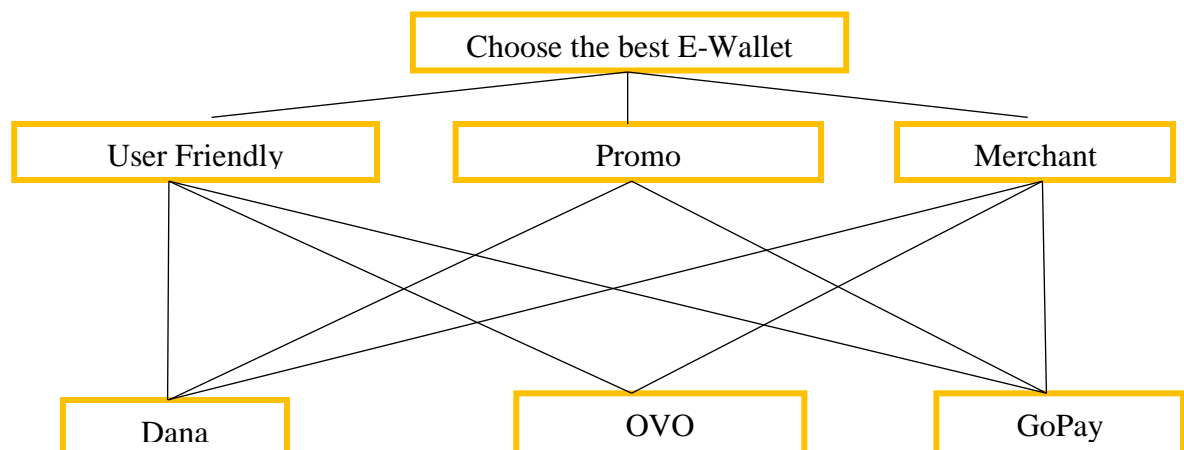 Choose the best E-Wallet
User Friendly
Promo
Merchant
Dana
OVO
GoPay